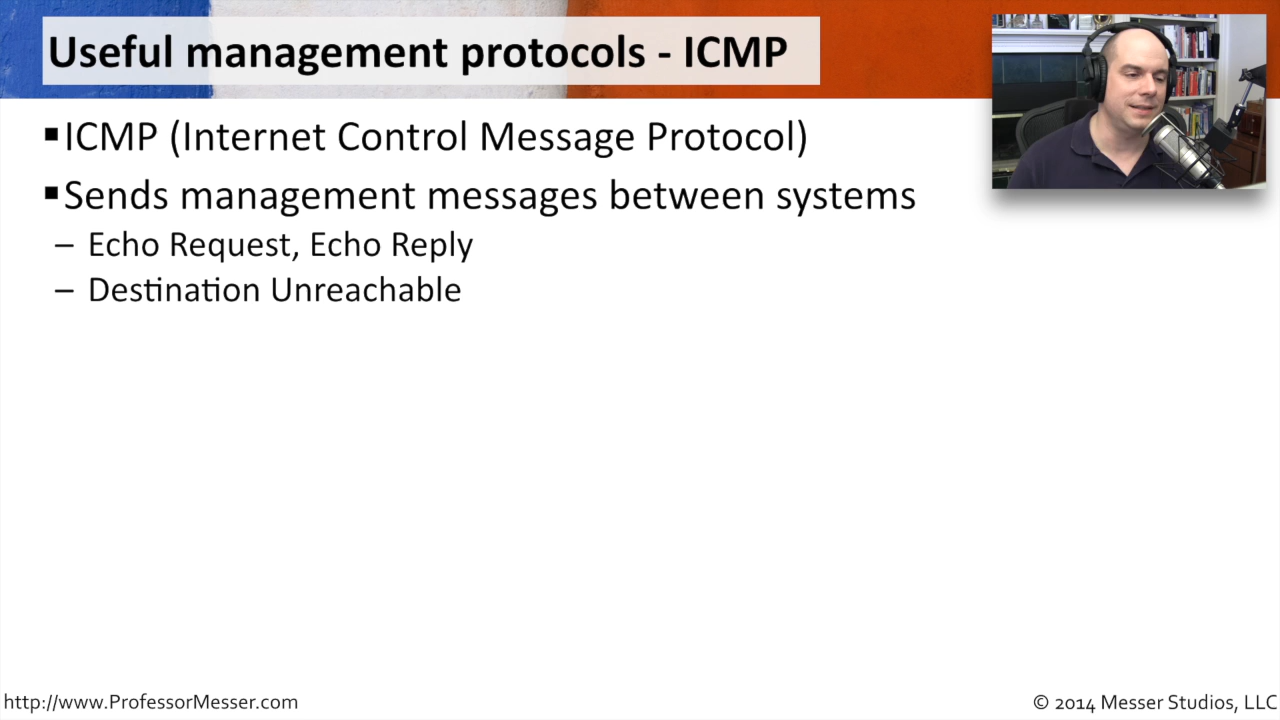 Useful management protocols - ICMP
▪ICMP (Internet Control Message Protocol)
▪Sends management messages between systems
– Echo Request, Echo Reply
– Destination Unreachable
http://www.ProfessorMesser.com
© 2014 Messer Studios, LLC